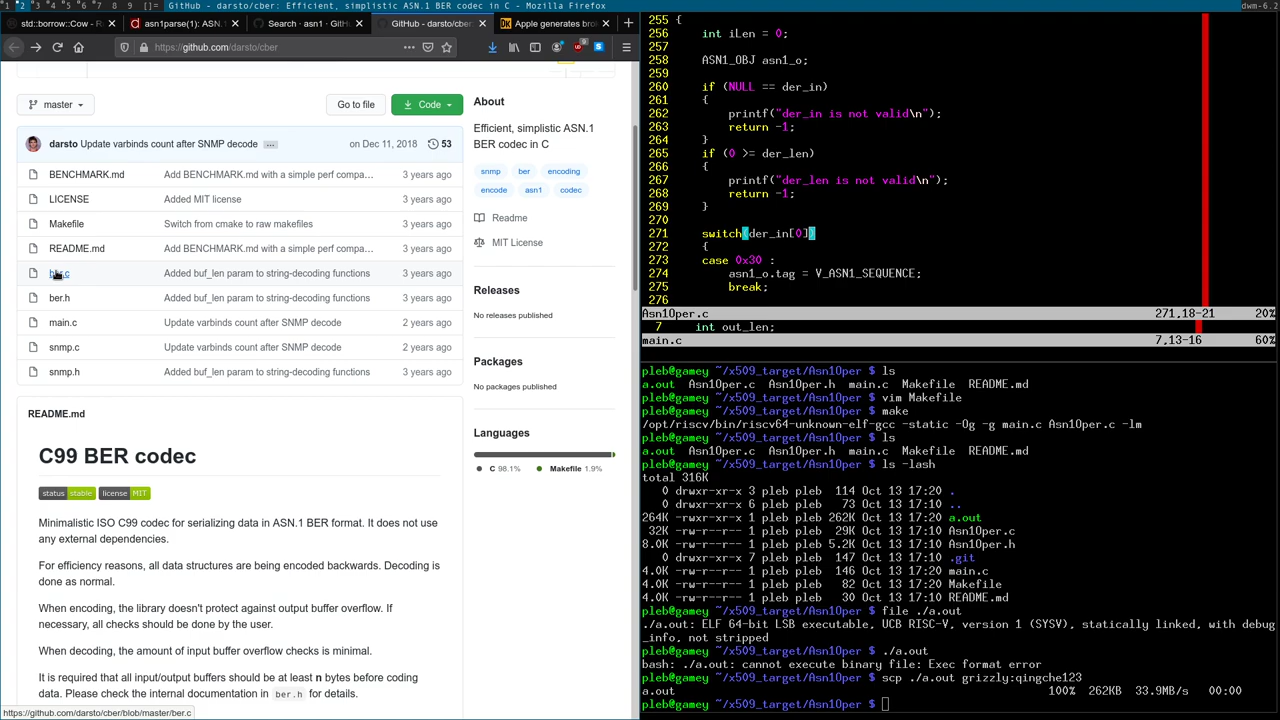 1 2 3 4 5 6 7 8 9 GitHub - darsto/cber: Efficient, simplistic ASN.1 BER codec in C - Mozilla Firefox dwm-6.2
std::borrow::Cow - R
asn1parse(1): ASN.1
Search · asn1 · GitH
GitHub - darsto/cber:
Apple generates bro
https://github.com/darsto/cber
master
Go to file
Code
darsto Update varbinds count after SNMP decode ... on Dec 11, 2018 53
BENCHMARK.md Add BENCHMARK.md with a simple perf compa… 3 years ago
LICENSE Added MIT license 3 years ago
Makefile Switch from cmake to raw makefiles 3 years ago
README.md Add BENCHMARK.md with a simple perf compa… 3 years ago
ber.c Added buf_len param to string-decoding functions 3 years ago
ber.h Added buf_len param to string-decoding functions 3 years ago
main.c Update varbinds count after SNMP decode 2 years ago
snmp.c Update varbinds count after SNMP decode 2 years ago
snmp.h Added buf_len param to string-decoding functions 3 years ago
README.md
C99 BER codec
status stable license MIT
Minimalistic ISO C99 codec for serializing data in ASN.1 BER format. It does not use
any external dependencies.
For efficiency reasons, all data structures are being encoded backwards. Decoding is
done as normal.
When encoding, the library doesn't protect against output buffer overflow. If
necessary, all checks should be done by the user.
When decoding, the amount of input buffer overflow checks is minimal.
It is required that all input/output buffers should be at least n bytes before coding
data. Please check the internal documentation in ber.h for details.
https://github.com/darsto/cber/blob/master/ber.c
About
Efficient, simplistic ASN.1
BER codec in C
snmp ber encoding
encode asn1 codec
Readme
MIT License
Releases
No releases published
Packages
No packages published
Languages
C 98.1% Makefile 1.9%
255 {
256 int iLen = 0;
257
258 ASN1_OBJ asn1_o;
259
260 if (NULL == der_in)
261 {
262 printf("der_in is not valid\n");
263 return -1;
264 }
265 if (0 >= der_len)
266 {
267 printf("der_len is not valid\n");
268 return -1;
269 }
270
271 switch(der_in[0])
272 {
273 case 0x30 :
274 asn1_o.tag = V_ASN1_SEQUENCE;
275 break;
276
Asn1Oper.c 271,18-21 20%
7 int out_len;
main.c 7,13-16 60%
pleb@gamey ~/x509_target/Asn1Oper $ ls
a.out Asn1Oper.c Asn1Oper.h main.c Makefile README.md
pleb@gamey ~/x509_target/Asn1Oper $ vim Makefile
pleb@gamey ~/x509_target/Asn1Oper $ make
/opt/riscv/bin/riscv64-unknown-elf-gcc -static -Og -g main.c Asn1Oper.c -lm
pleb@gamey ~/x509_target/Asn1Oper $ ls
a.out Asn1Oper.c Asn1Oper.h main.c Makefile README.md
pleb@gamey ~/x509_target/Asn1Oper $ ls -lash
total 316K
0 drwxr-xr-x 3 pleb pleb 114 Oct 13 17:20 .
0 drwxr-xr-x 6 pleb pleb 73 Oct 13 17:10 ..
264K -rwxr-xr-x 1 pleb pleb 262K Oct 13 17:20 a.out
32K -rw-r--r-- 1 pleb pleb 29K Oct 13 17:10 Asn1Oper.c
8.0K -rw-r--r-- 1 pleb pleb 5.2K Oct 13 17:10 Asn1Oper.h
0 drwxr-xr-x 7 pleb pleb 147 Oct 13 17:10 .git
4.0K -rw-r--r-- 1 pleb pleb 146 Oct 13 17:20 main.c
4.0K -rw-r--r-- 1 pleb pleb 82 Oct 13 17:20 Makefile
4.0K -rw-r--r-- 1 pleb pleb 30 Oct 13 17:10 README.md
pleb@gamey ~/x509_target/Asn1Oper $ file ./a.out
./a.out: ELF 64-bit LSB executable, UCB RISC-V, version 1 (SYSV), statically linked, with debug
_info, not stripped
pleb@gamey ~/x509_target/Asn1Oper $ ./a.out
bash: ./a.out: cannot execute binary file: Exec format error
pleb@gamey ~/x509_target/Asn1Oper $ scp ./a.out grizzly:qingche123
a.out 100% 262KB 33.9MB/s 00:00
pleb@gamey ~/x509_target/Asn1Oper $